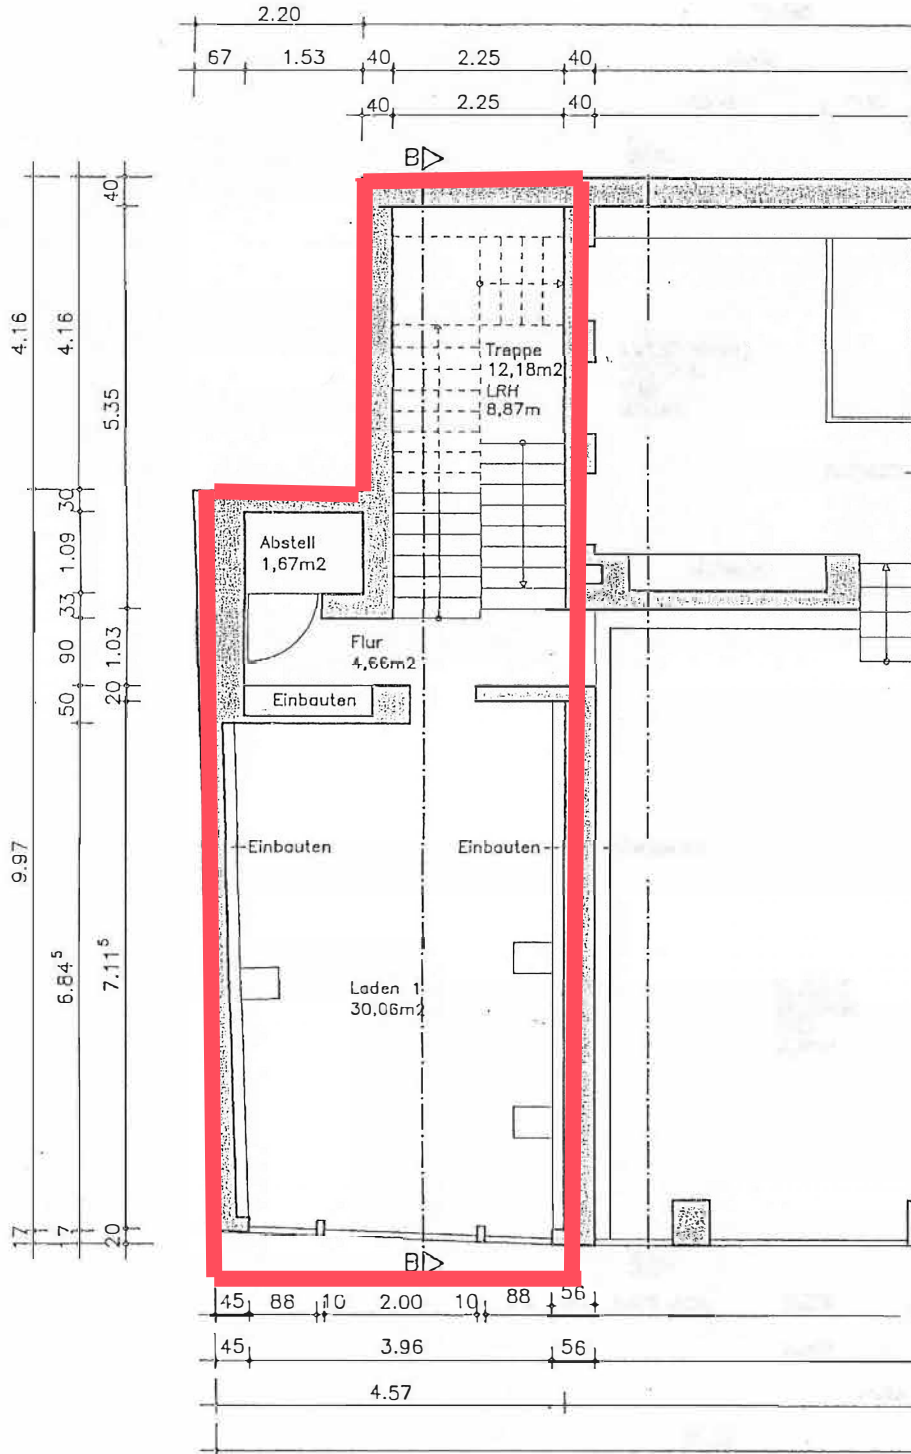 2.20
67 1.53 40 2.25 40
40 2.25 40
B
40
4.16
4.16
5.35
Treppe
12,18m2
LRH
8,87m
30
Abstell
1,67m2
1.09
33
Flur
4,66m2
90
1.03
20
50
Einbauten
Einbauten
Einbauten
9.97
6.84⁵
7.11⁵
Laden 1
30,06m2
17
7
20
B
45 88 10 2.00 10 88 56
45 3.96 56
4.57